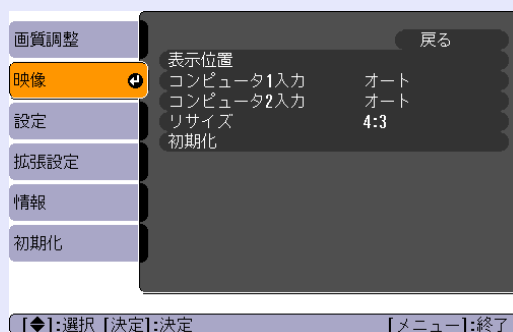 画質調整
映像
設定
拡張設定
情報
初期化
戻る
表示位置
コンピュータ1入力 オート
コンピュータ2入力 オート
リサイズ 4:3
初期化
[◆]:選択 [決定]:決定 [メニュー]:終了